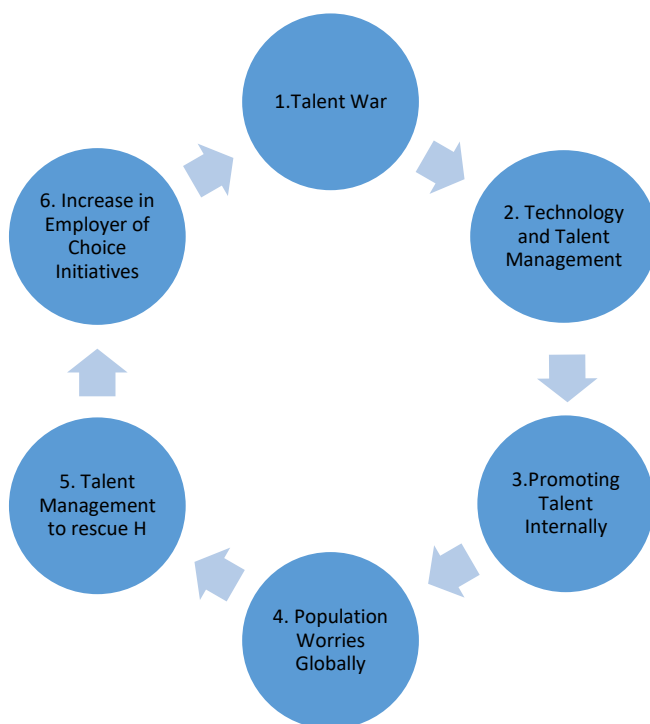 1.Talent War
2. Technology
and Talent
Management
3.Promoting
Talent
Internally
4. Population
Worries
Globally
5. Talent
Management
to rescue H
6. Increase in
Employer of
Choice
Initiatives